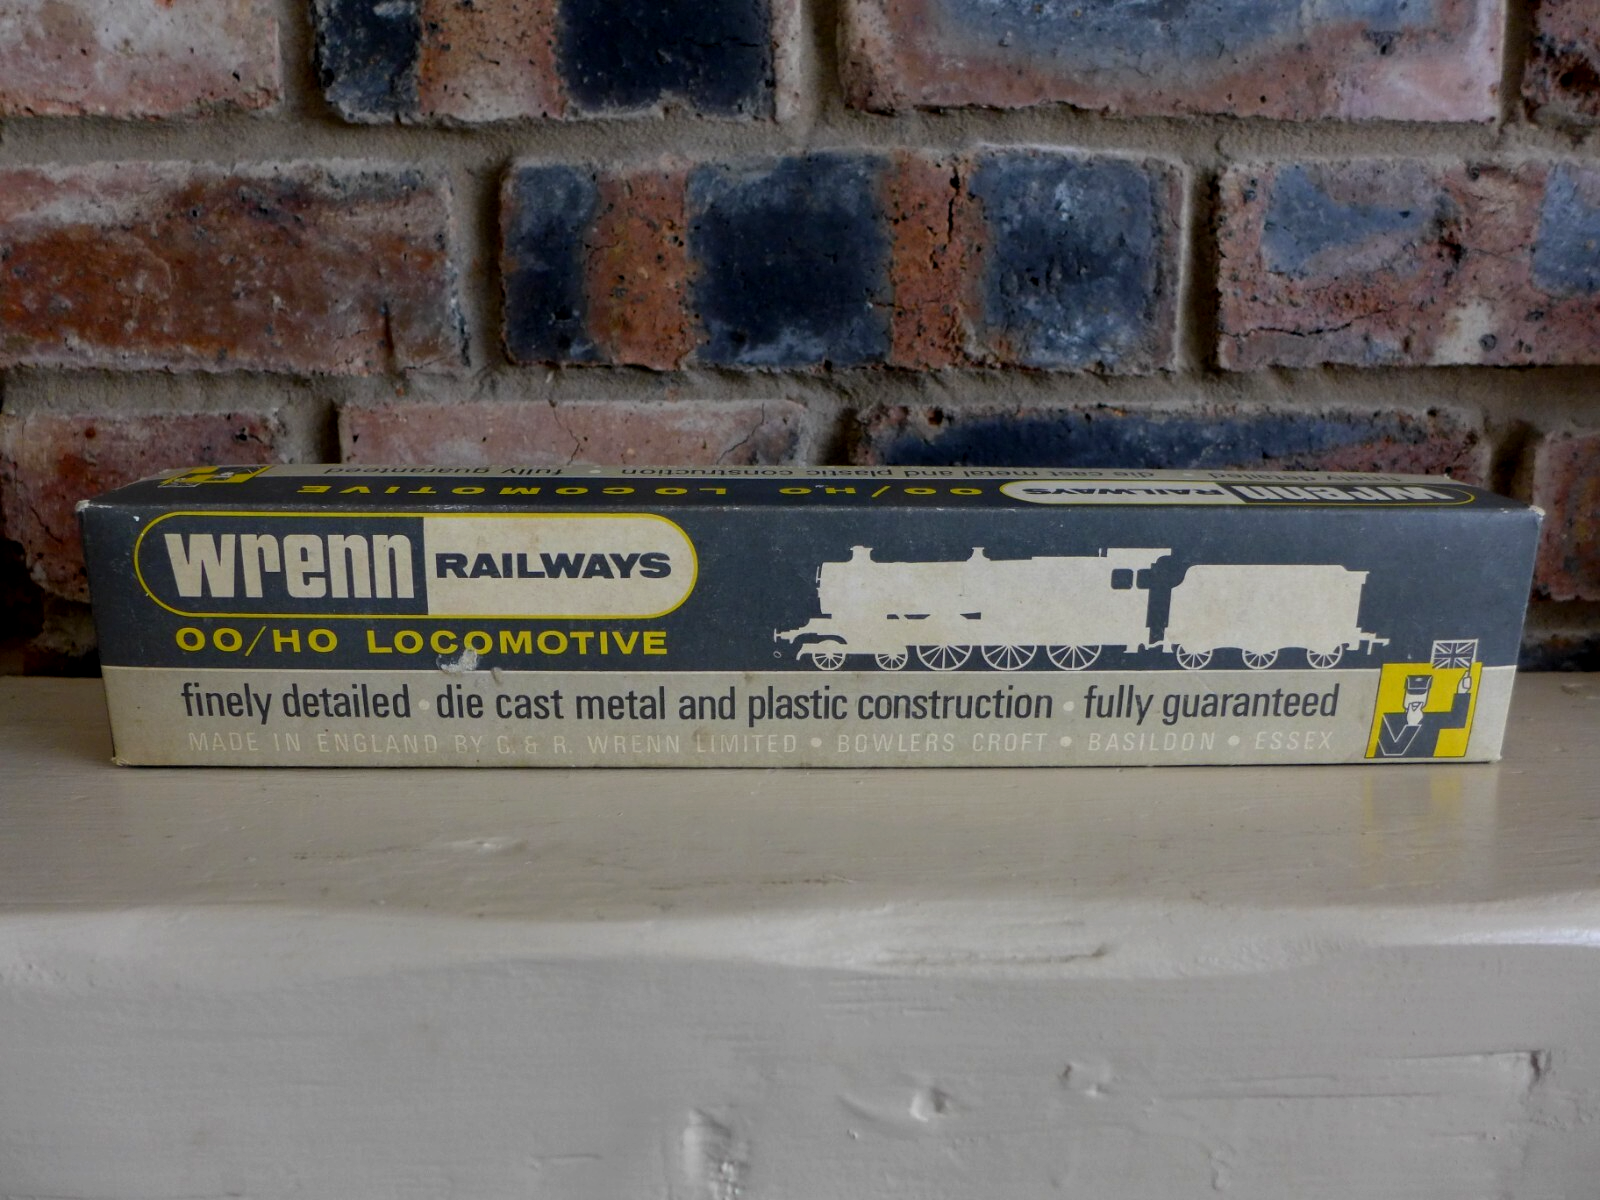 fully guaranteed • construction and plastic die cast metal finely detailed
wrenn RAILWAYS OO/HO LOCOMOTIVE
wrenn RAILWAYS
OO/HO LOCOMOTIVE
finely detailed • die cast metal and plastic construction • fully guaranteed
MADE IN ENGLAND BY G. & R. WRENN LIMITED • BOWLERS CROFT • BASILDON • ESSEX